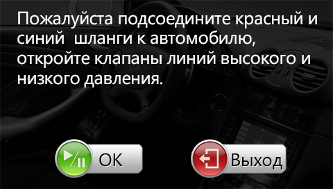 Пожалуйста подсоедините красный и
синий  шланги к автомобилю,
откройте клапаны линий высокого и
низкого давления.
OK
Выход